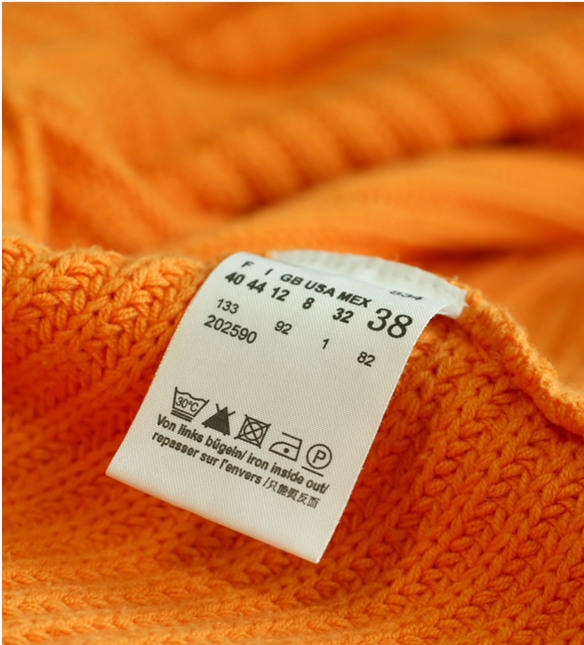 F I GB USA MEX
40 44 12 8 32 38
133 92 1 82
202590
30°C P
Von links bügeln/ iron inside out/
repasser sur l'envers /只能熨反面